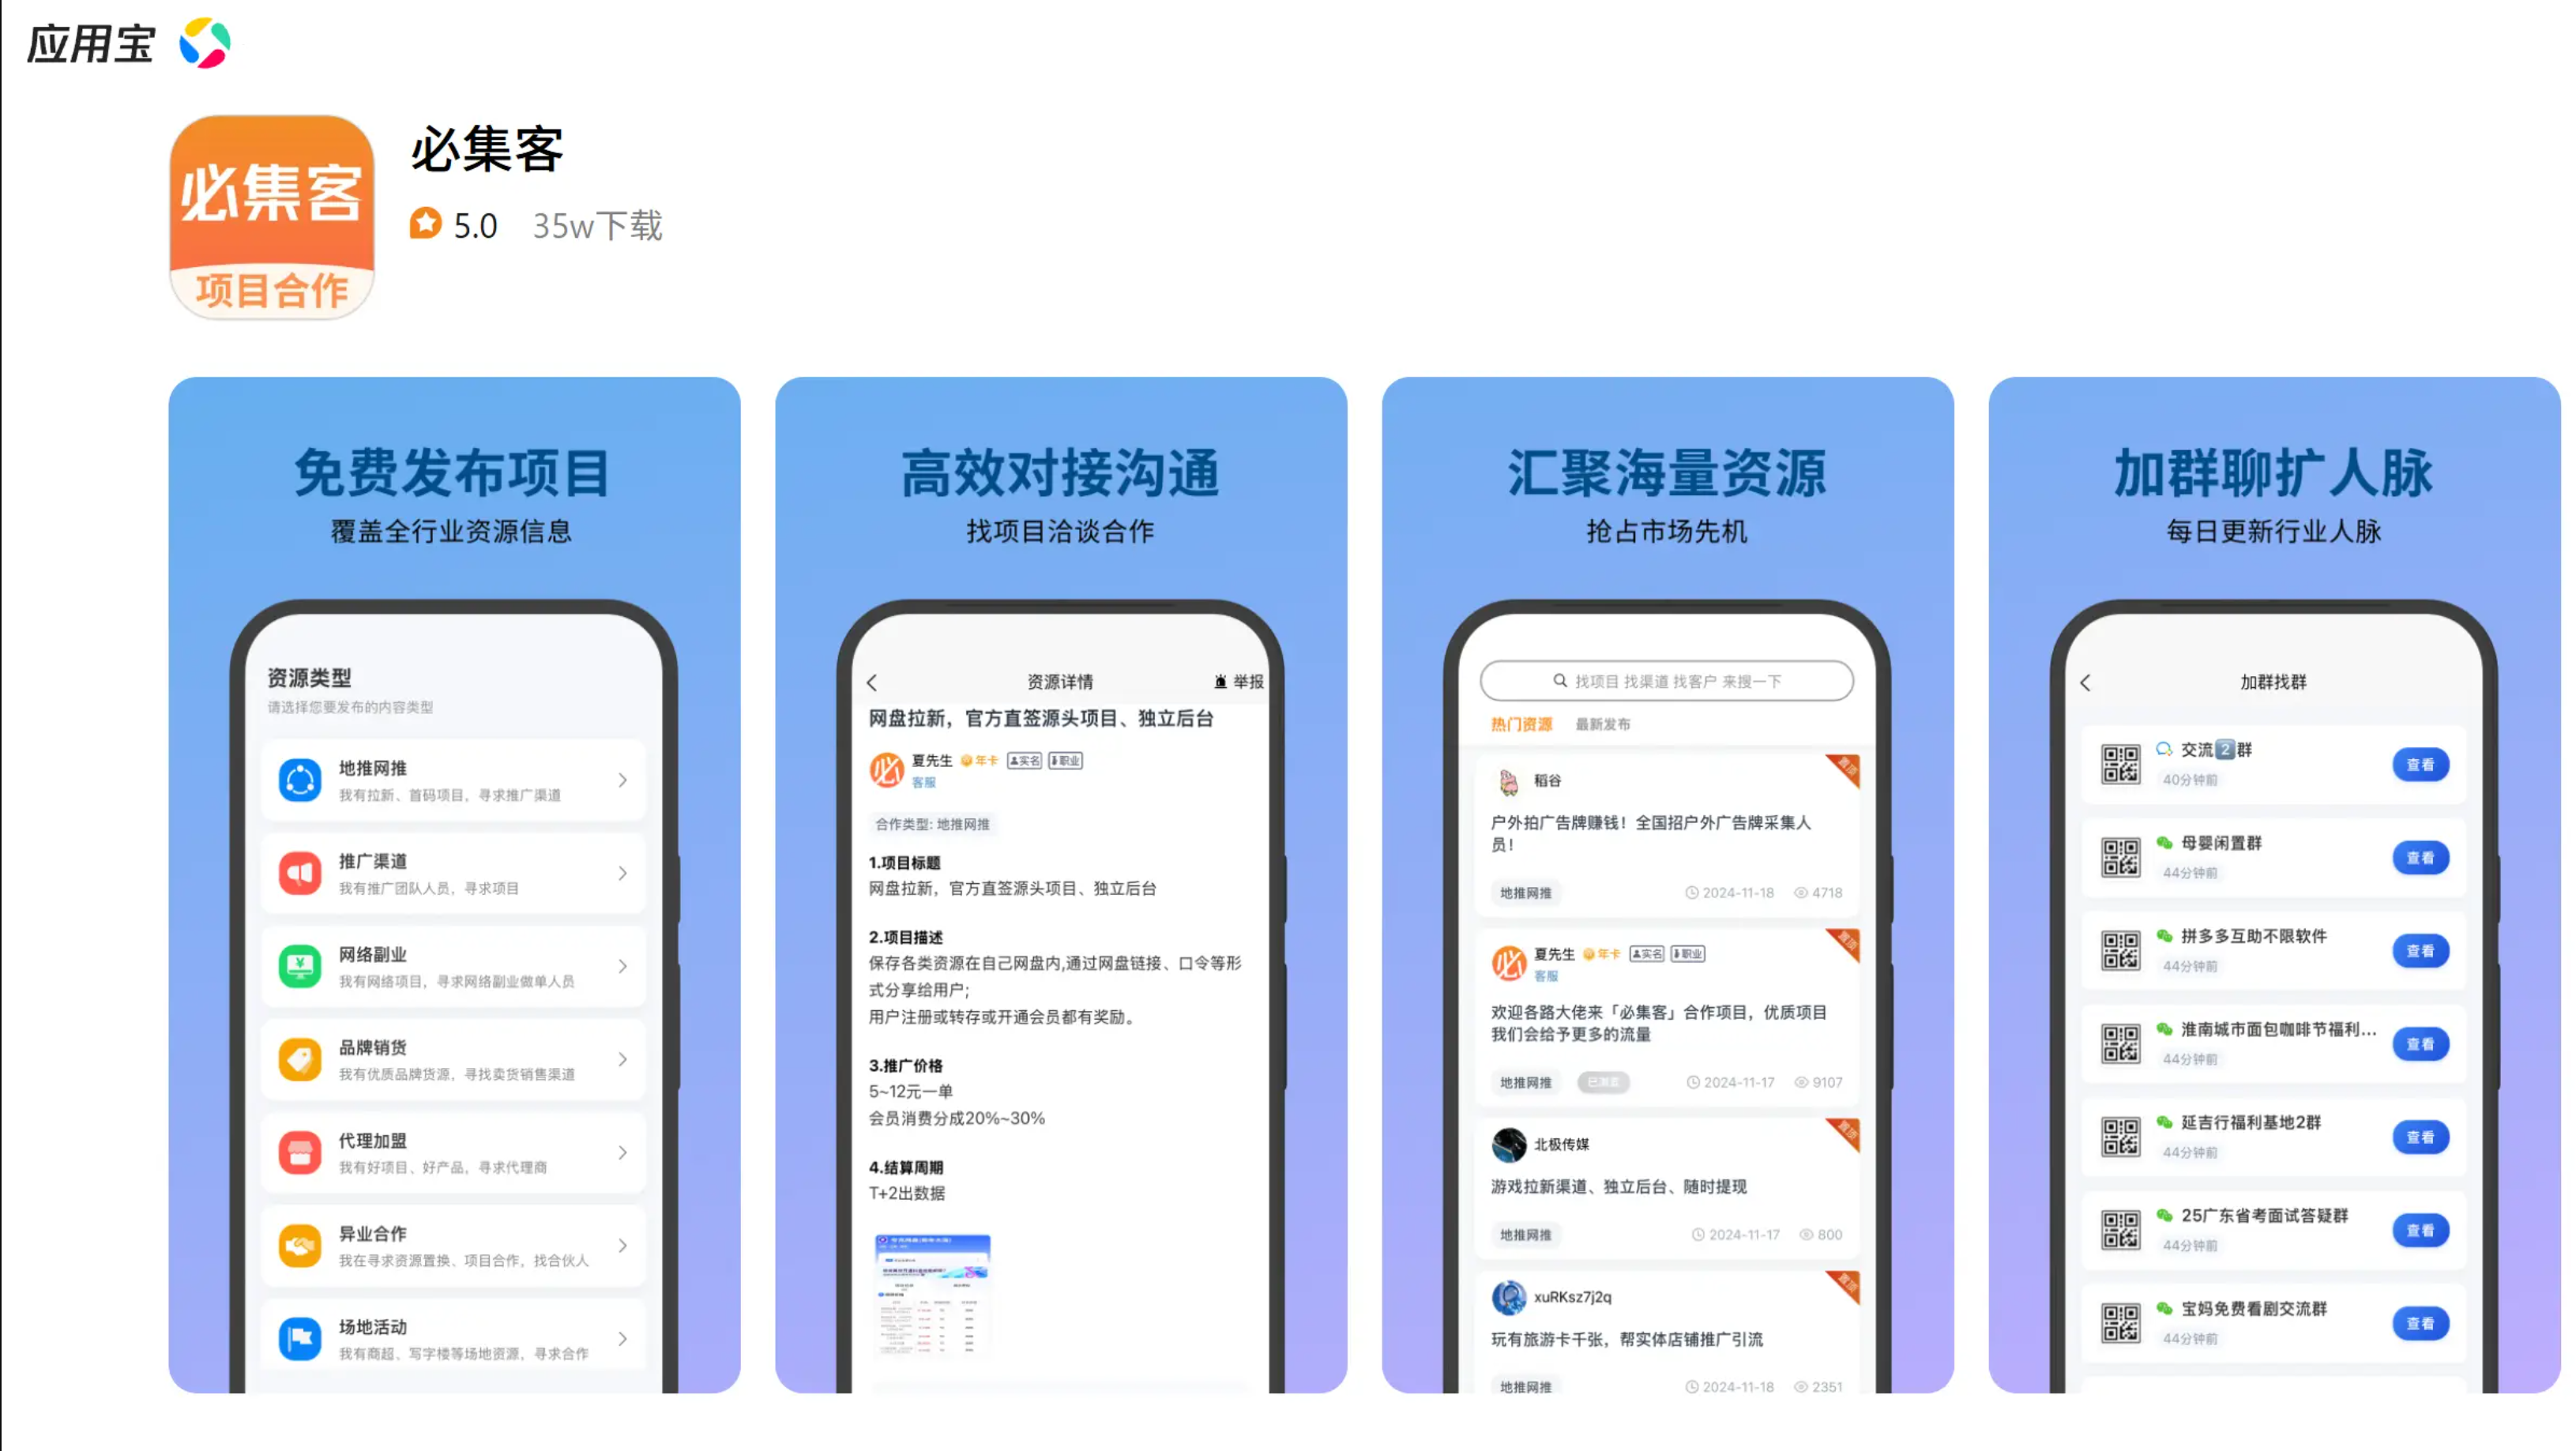 应用宝
必集客
项目合作
必集客
5.0 35w下载
免费发布项目
覆盖全行业资源信息
资源类型
请选择您要发布的内容类型
地推网推
我有拉新、首码项目，寻求推广渠道
推广渠道
我有推广团队人员，寻求项目
网络副业
我有网络项目，寻求网络副业做单人员
品牌销货
我有优质品牌货源，寻找卖货销售渠道
代理加盟
我有好项目、好产品，寻求代理商
异业合作
我在寻求资源置换、项目合作，找合伙人
场地活动
我有商超、写字楼等场地资源，寻求合作
高效对接沟通
找项目洽谈合作
资源详情 举报
网盘拉新，官方直签源头项目、独立后台
必
夏先生 年卡 实名 职业
客服
合作类型: 地推网推
1.项目标题
网盘拉新，官方直签源头项目、独立后台
2.项目描述
保存各类资源在自己网盘内,通过网盘链接、口令等形
式分享给用户;
用户注册或转存或开通会员都有奖励。
3.推广价格
5~12元一单
会员消费分成20%~30%
4.结算周期
T+2出数据
汇聚海量资源
抢占市场先机
找项目 找渠道 找客户 来搜一下
热门资源 最新发布
稻谷
置顶
户外拍广告牌赚钱！全国招户外广告牌采集人
员！
地推网推 2024-11-18 4718
必
夏先生 年卡 实名 职业
置顶
客服
欢迎各路大佬来「必集客」合作项目，优质项目
我们会给予更多的流量
地推网推 2024-11-17 9107
北极传媒
置顶
游戏拉新渠道、独立后台、随时提现
地推网推 2024-11-17 800
xuRKsz7j2q
置顶
玩有旅游卡千张，帮实体店铺推广引流
地推网推 2024-11-18 2351
加群聊扩人脉
每日更新行业人脉
加群找群
交流2群
40分钟前
查看
母婴闲置群
44分钟前
查看
拼多多互助不限软件
44分钟前
查看
淮南城市面包咖啡节福利...
44分钟前
查看
延吉行福利基地2群
44分钟前
查看
25广东省考面试答疑群
44分钟前
查看
宝妈免费看剧交流群
44分钟前
查看